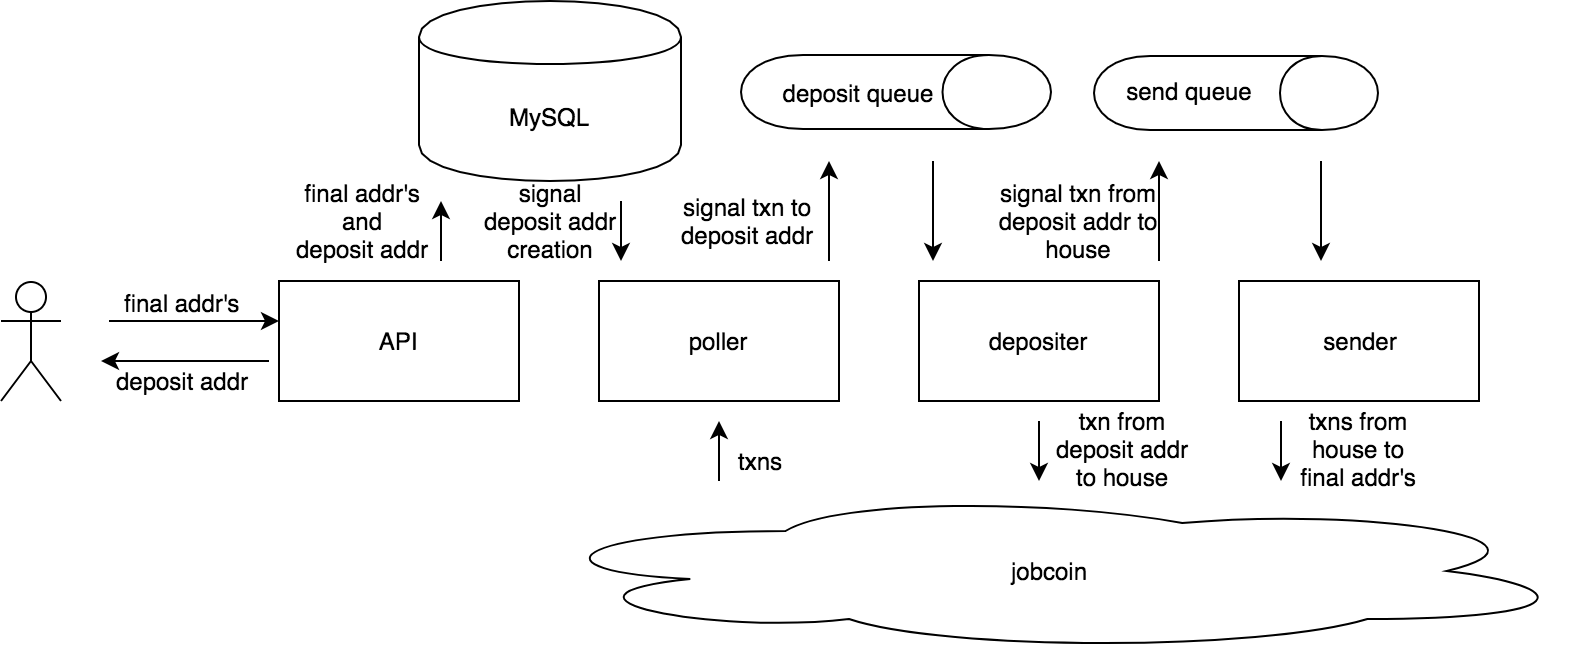 MySQL
deposit queue
send queue
final addr's
and
deposit addr
signal
deposit addr
creation
signal txn to
deposit addr
signal txn from
deposit addr to
house
final addr's
deposit addr
API
poller
depositer
sender
txns
txn from
deposit addr
to house
txns from
house to
final addr's
jobcoin